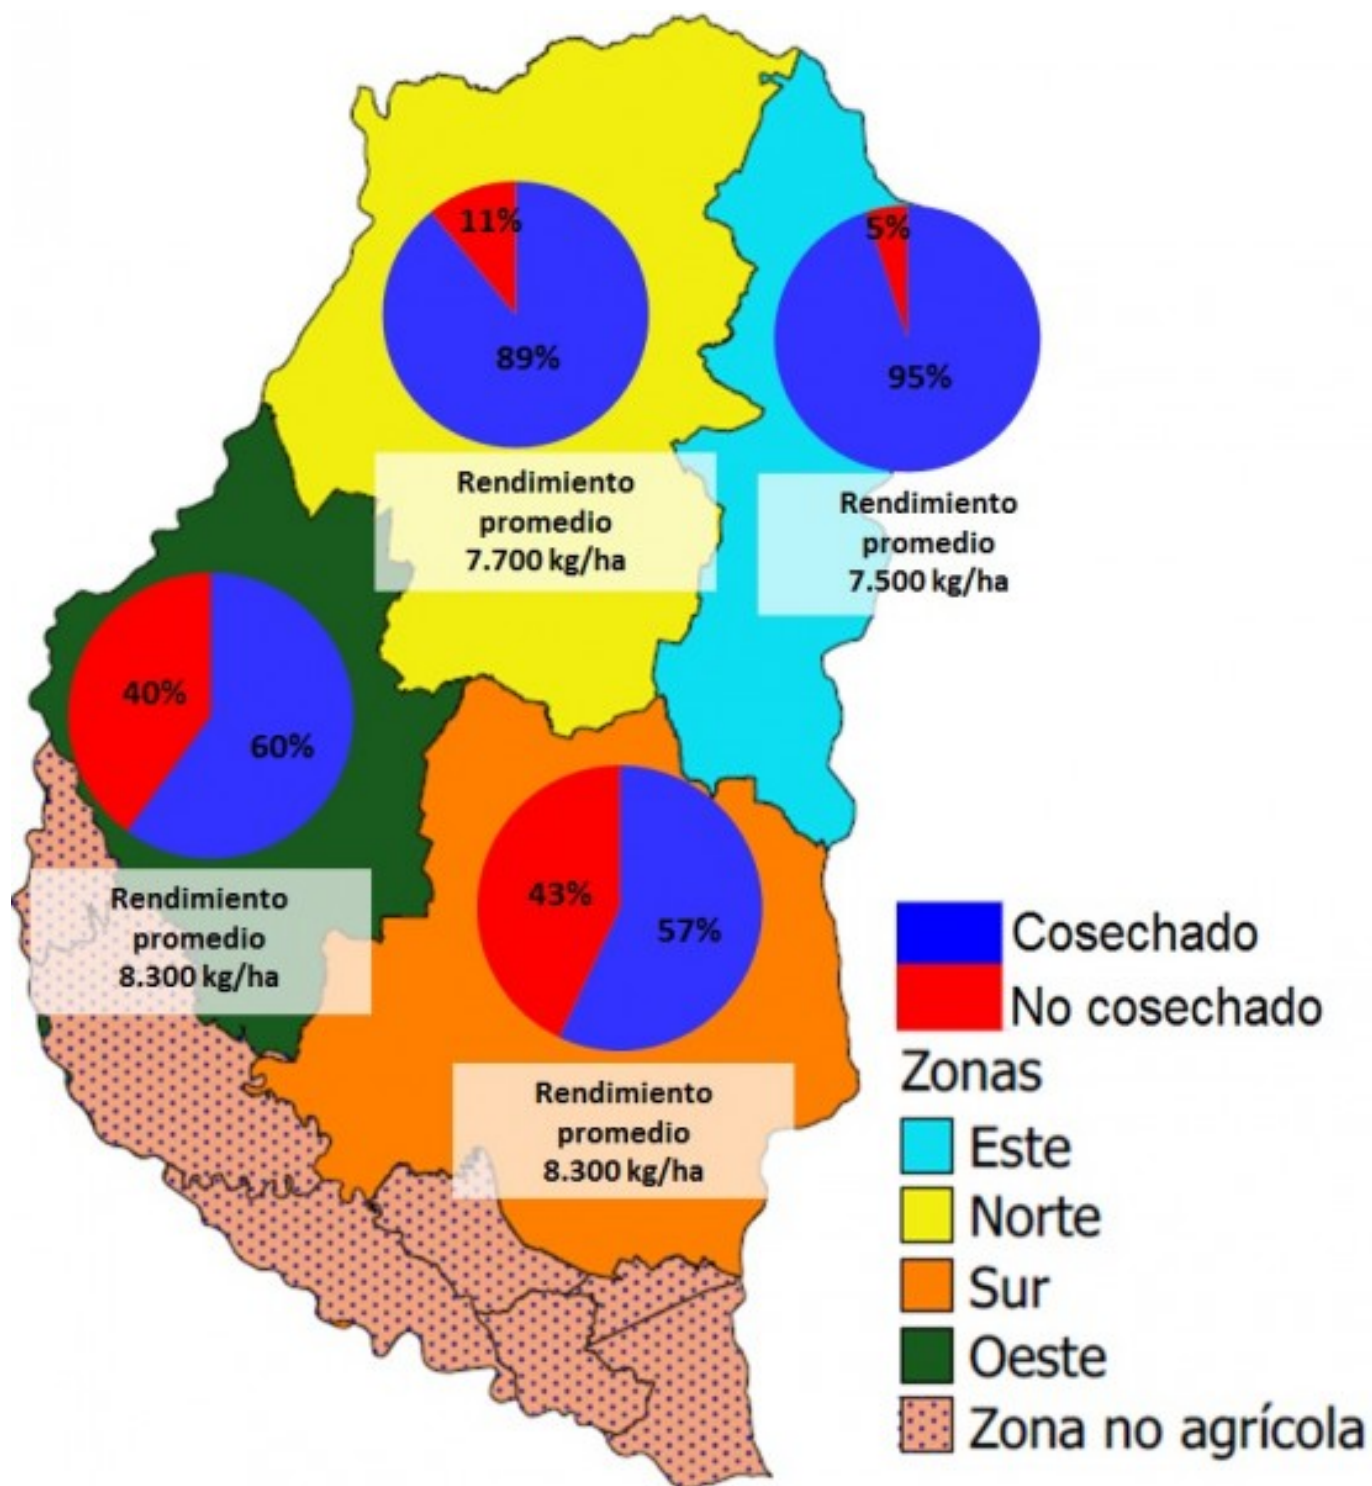 11%
89%
Rendimiento
promedio
7.700 kg/ha
5%
95%
Rendimiento
promedio
7.500 kg/ha
40%
60%
Rendimiento
promedio
8.300 kg/ha
43%
57%
Rendimiento
promedio
8.300 kg/ha
Cosechado
No cosechado
Zonas
Este
Norte
Sur
Oeste
Zona no agrícola